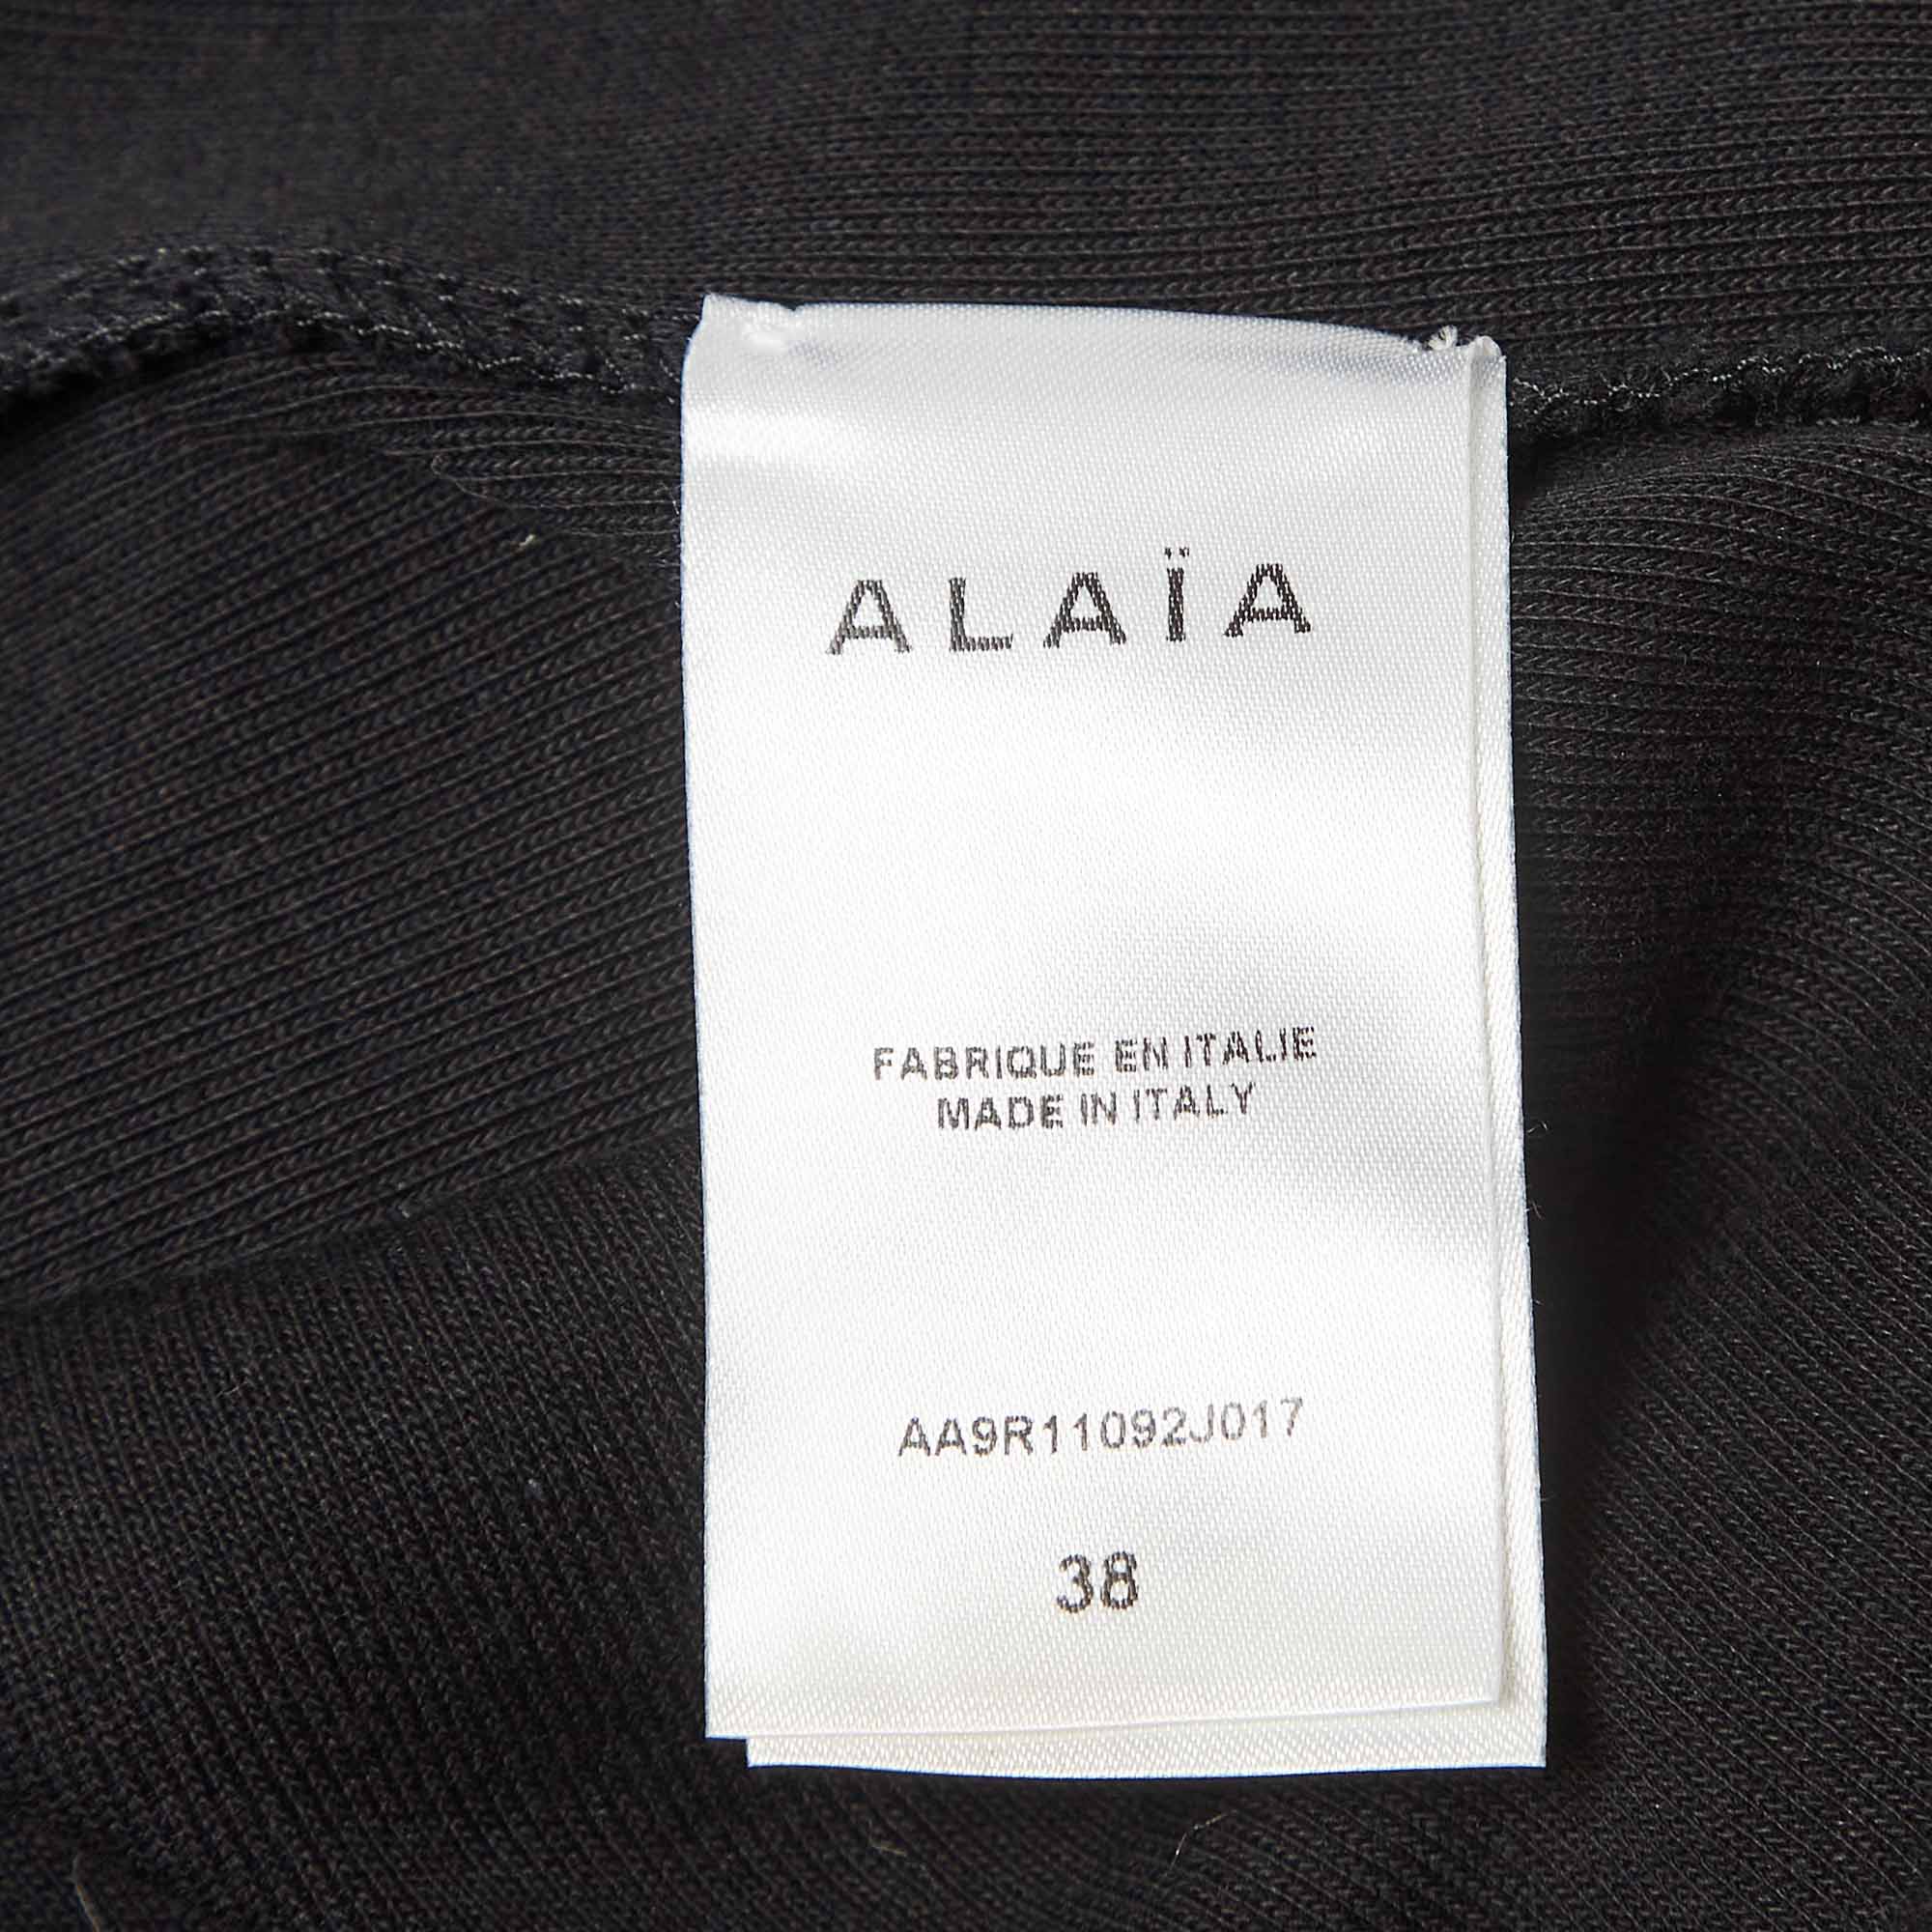 ALAÏA
FABRIQUE EN ITALIE
MADE IN ITALY
AA9R11092J017
38